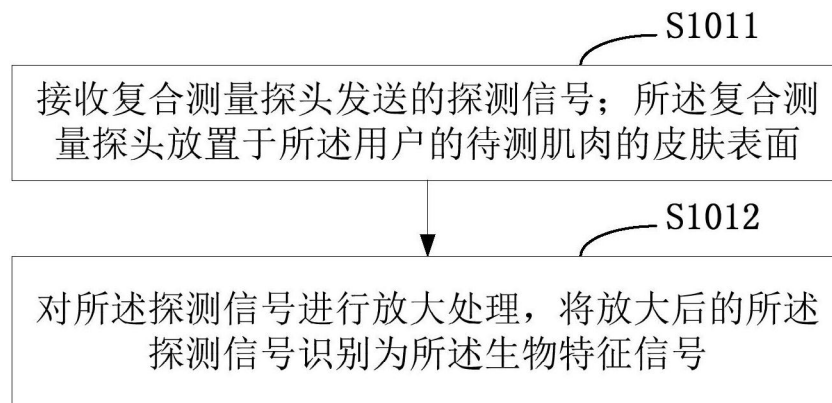 S1011
接收复合测量探头发送的探测信号；所述复合测
量探头放置于所述用户的待测肌肉的皮肤表面
S1012
对所述探测信号进行放大处理，将放大后的所述
探测信号识别为所述生物特征信号